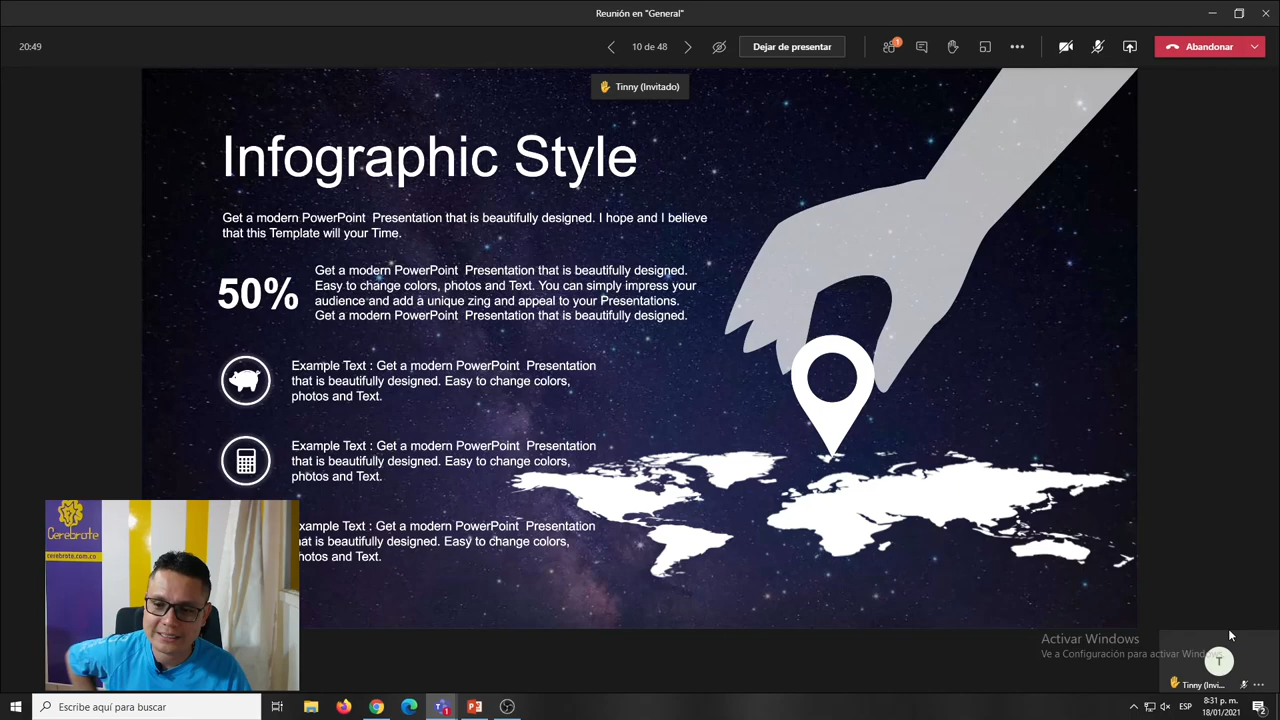 Reunión en "General"
20:49
10 de 48
Dejar de presentar
1
Abandonar
Tinny (Invitado)
Infographic Style
Get a modern PowerPoint Presentation that is beautifully designed. I hope and I believe
that this Template will your Time.
50%
Get a modern PowerPoint Presentation that is beautifully designed.
Easy to change colors, photos and Text. You can simply impress your
audience and add a unique zing and appeal to your Presentations.
Get a modern PowerPoint Presentation that is beautifully designed.
Example Text : Get a modern PowerPoint Presentation
that is beautifully designed. Easy to change colors,
photos and Text.
Example Text : Get a modern PowerPoint Presentation
that is beautifully designed. Easy to change colors,
photos and Text.
xample Text : Get a modern PowerPoint Presentation
hat is beautifully designed. Easy to change colors,
hotos and Text.
Cerebrote
cerebrote.com.co
Activar Windows
Ve a Configuración para activar Windows.
T
Tinny (Invi...
Escribe aquí para buscar
ESP
8:31 p. m.
18/01/2021
2